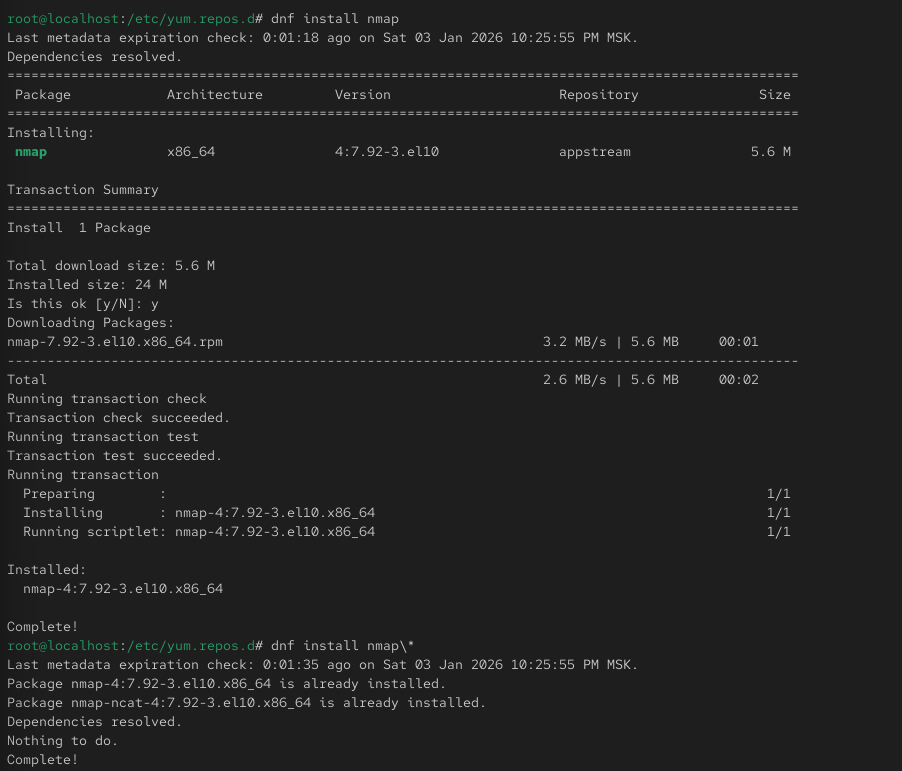 root@localhost:/etc/yum.repos.d# dnf install nmap
Last metadata expiration check: 0:01:18 ago on Sat 03 Jan 2026 10:25:55 PM MSK.
Dependencies resolved.
===================================================================================================
 Package            Architecture         Version                     Repository               Size
===================================================================================================
Installing:
 nmap               x86_64               4:7.92-3.el10               appstream               5.6 M

Transaction Summary
===================================================================================================
Install  1 Package

Total download size: 5.6 M
Installed size: 24 M
Is this ok [y/N]: y
Downloading Packages:
nmap-7.92-3.el10.x86_64.rpm                                        3.2 MB/s | 5.6 MB     00:01
---------------------------------------------------------------------------------------------------
Total                                                              2.6 MB/s | 5.6 MB     00:02
Running transaction check
Transaction check succeeded.
Running transaction test
Transaction test succeeded.
Running transaction
  Preparing        :                                                                           1/1
  Installing       : nmap-4:7.92-3.el10.x86_64                                                 1/1
  Running scriptlet: nmap-4:7.92-3.el10.x86_64                                                 1/1

Installed:
  nmap-4:7.92-3.el10.x86_64

Complete!
root@localhost:/etc/yum.repos.d# dnf install nmap\*
Last metadata expiration check: 0:01:35 ago on Sat 03 Jan 2026 10:25:55 PM MSK.
Package nmap-4:7.92-3.el10.x86_64 is already installed.
Package nmap-ncat-4:7.92-3.el10.x86_64 is already installed.
Dependencies resolved.
Nothing to do.
Complete!